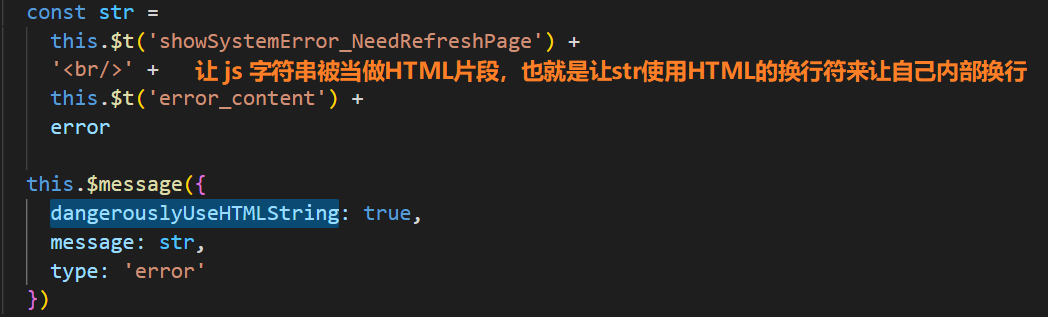 const str =
this.$t('showSystemError_NeedRefreshPage') +
'<br/>' + 让 js 字符串被当做HTML片段，也就是让str使用HTML的换行符来让自己内部换行
this.$t('error_content') +
error
this.$message({
dangerouslyUseHTMLString: true,
message: str,
type: 'error'
})